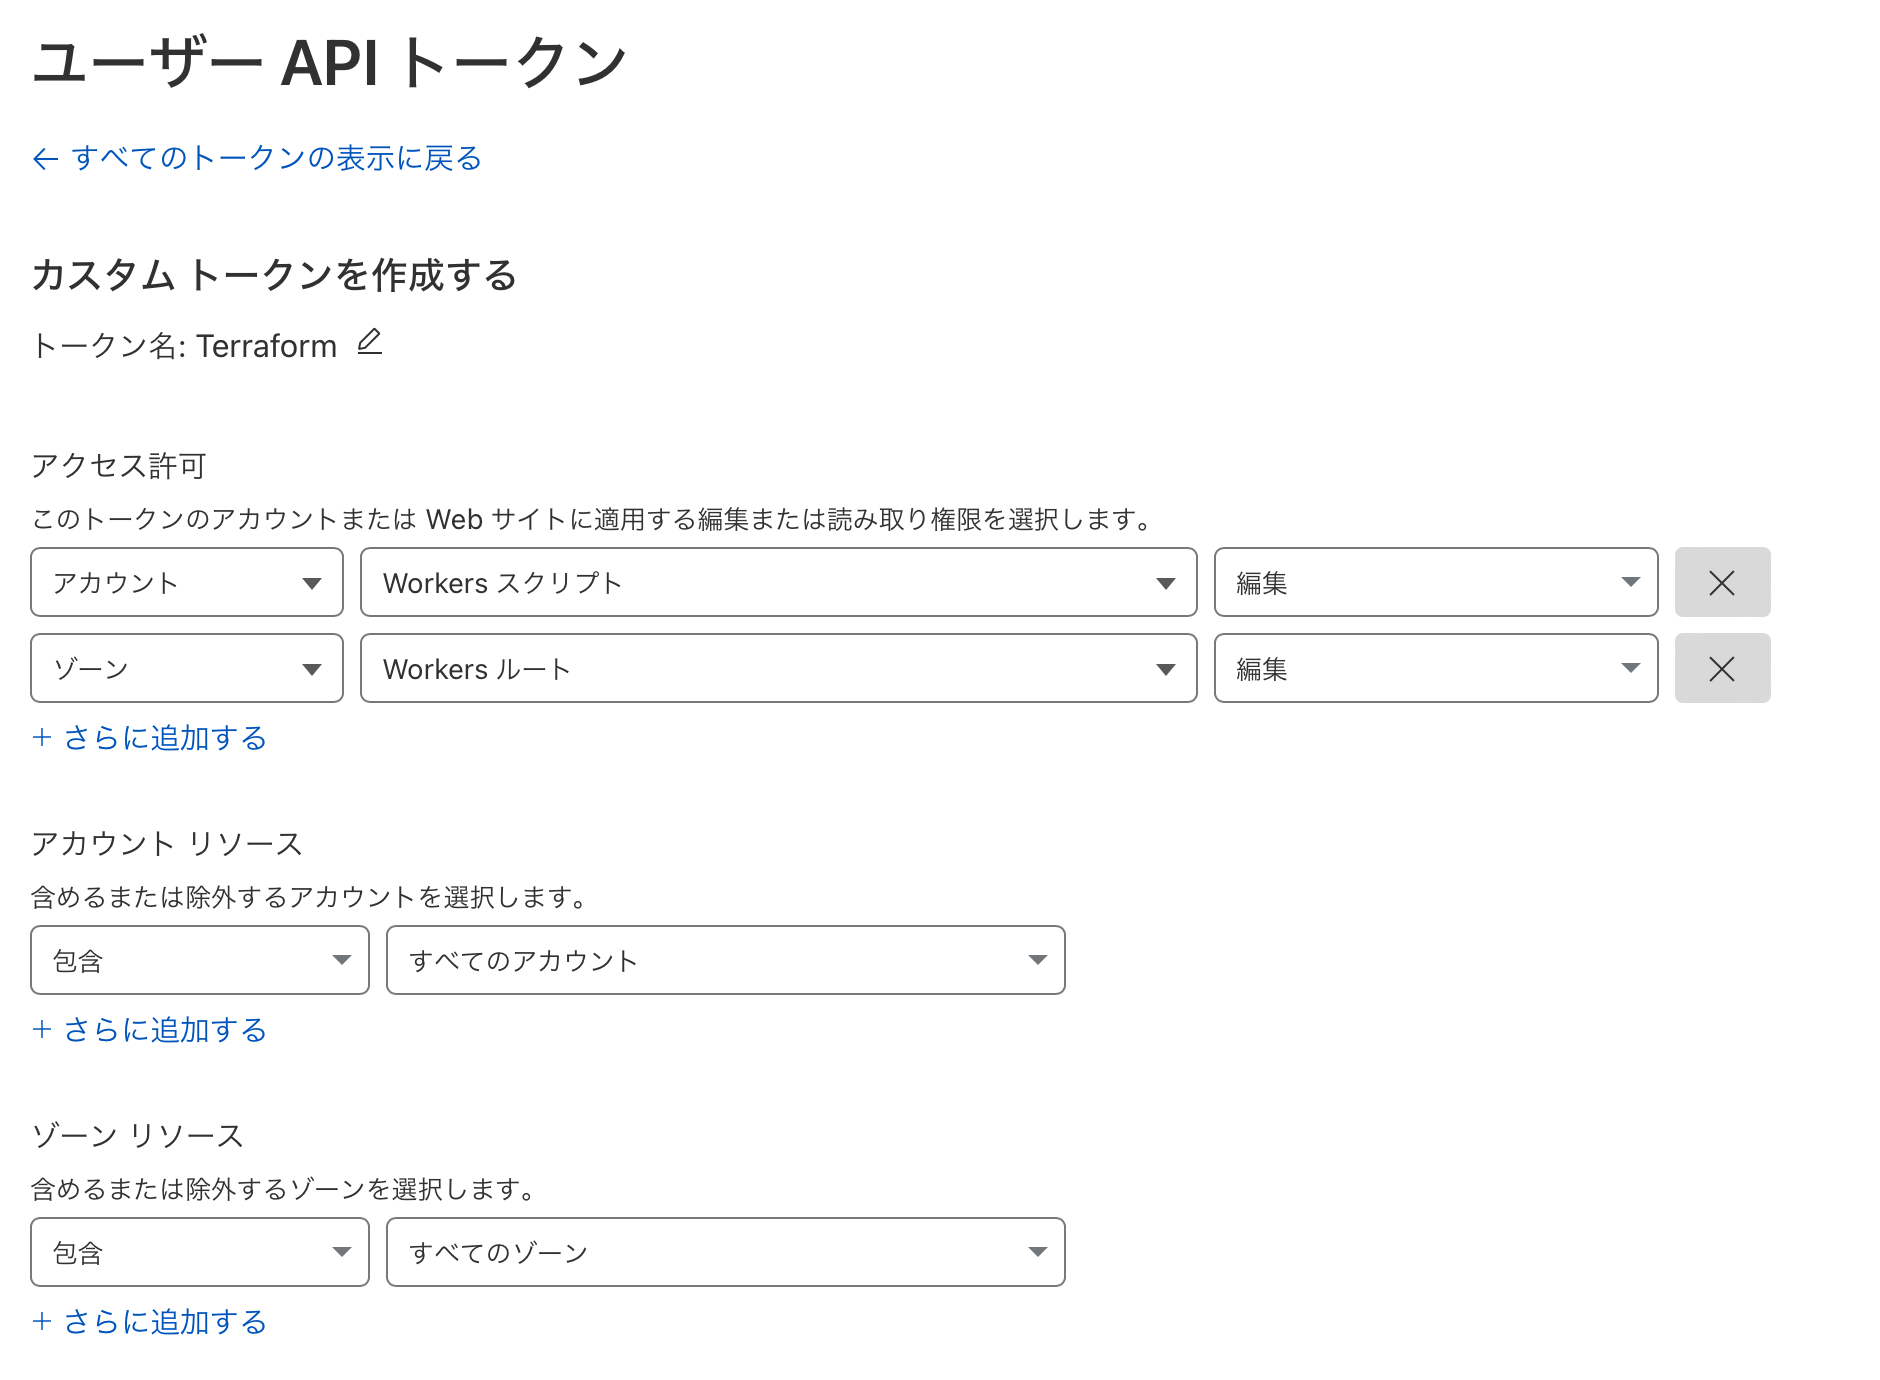 ユーザー API トークン
← すべてのトークンの表示に戻る
カスタム トークンを作成する
トークン名: Terraform
アクセス許可
このトークンのアカウントまたは Web サイトに適用する編集または読み取り権限を選択します。
アカウント Workers スクリプト 編集
ゾーン Workers ルート 編集
+ さらに追加する
アカウント リソース
含めるまたは除外するアカウントを選択します。
包含 すべてのアカウント
+ さらに追加する
ゾーン リソース
含めるまたは除外するゾーンを選択します。
包含 すべてのゾーン
+ さらに追加する